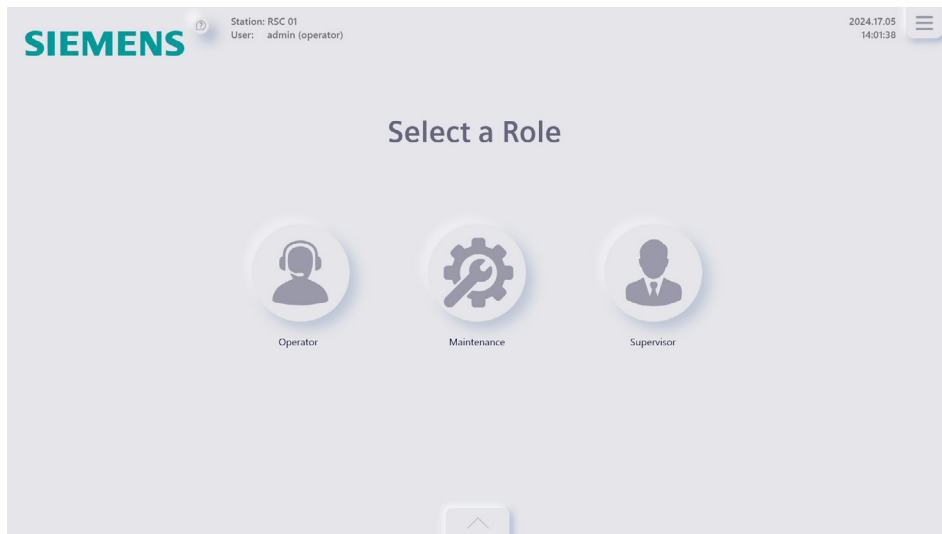 SIEMENS
?
Station: RSC 01
User: admin (operator)
2024.17.05
14:01:38
Select a Role
Operator
Maintenance
Supervisor